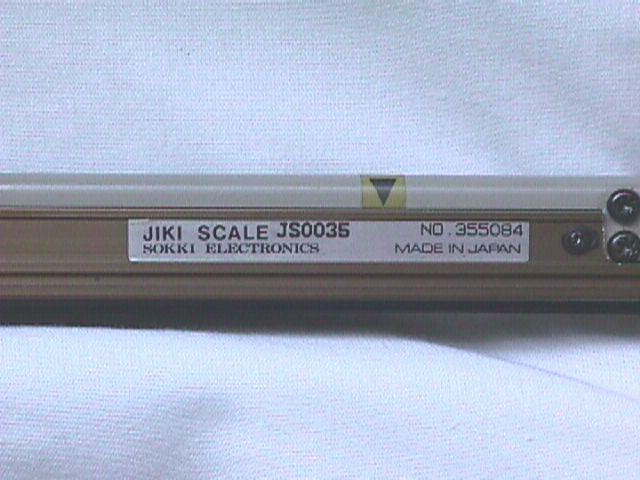 JIKI SCALE JS0035 NO.355084
SOKKI ELECTRONICS MADE IN JAPAN